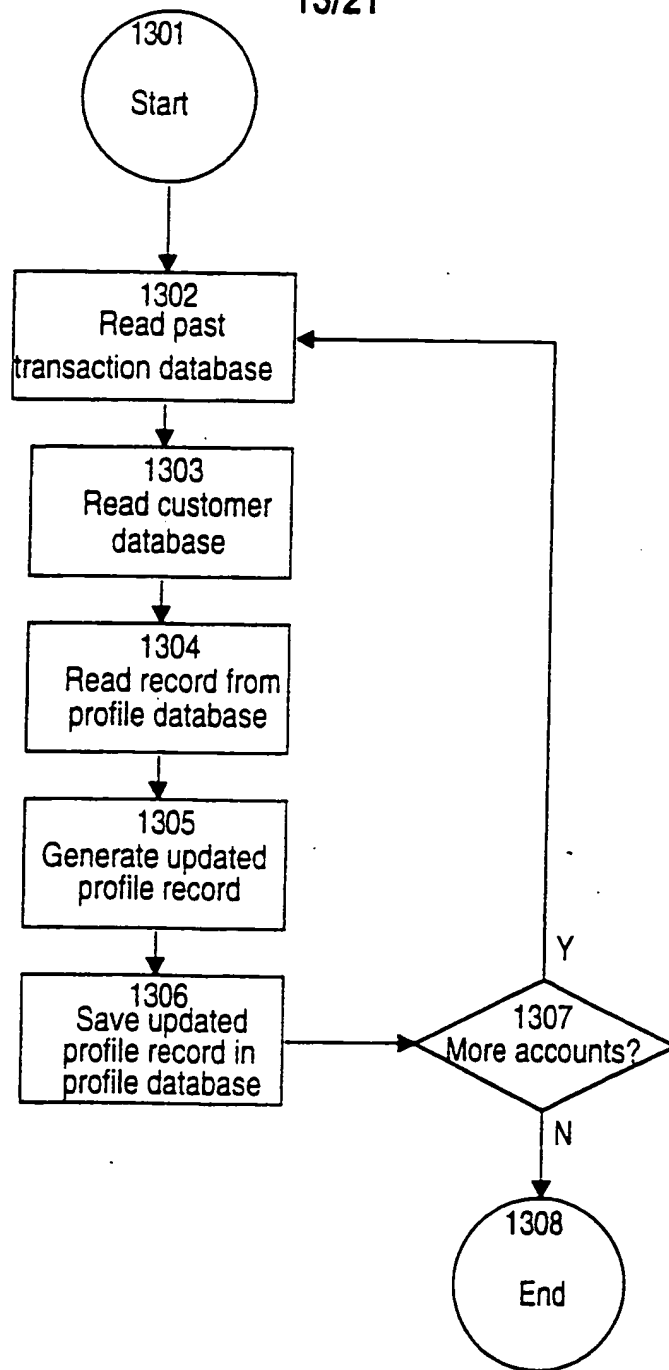 13/21
1301
Start
1302
Read past
transaction database
1303
Read customer
database
1304
Read record from
profile database
1305
Generate updated
profile record
1306
Save updated
profile record in
profile database
Y
1307
More accounts?
N
1308
End